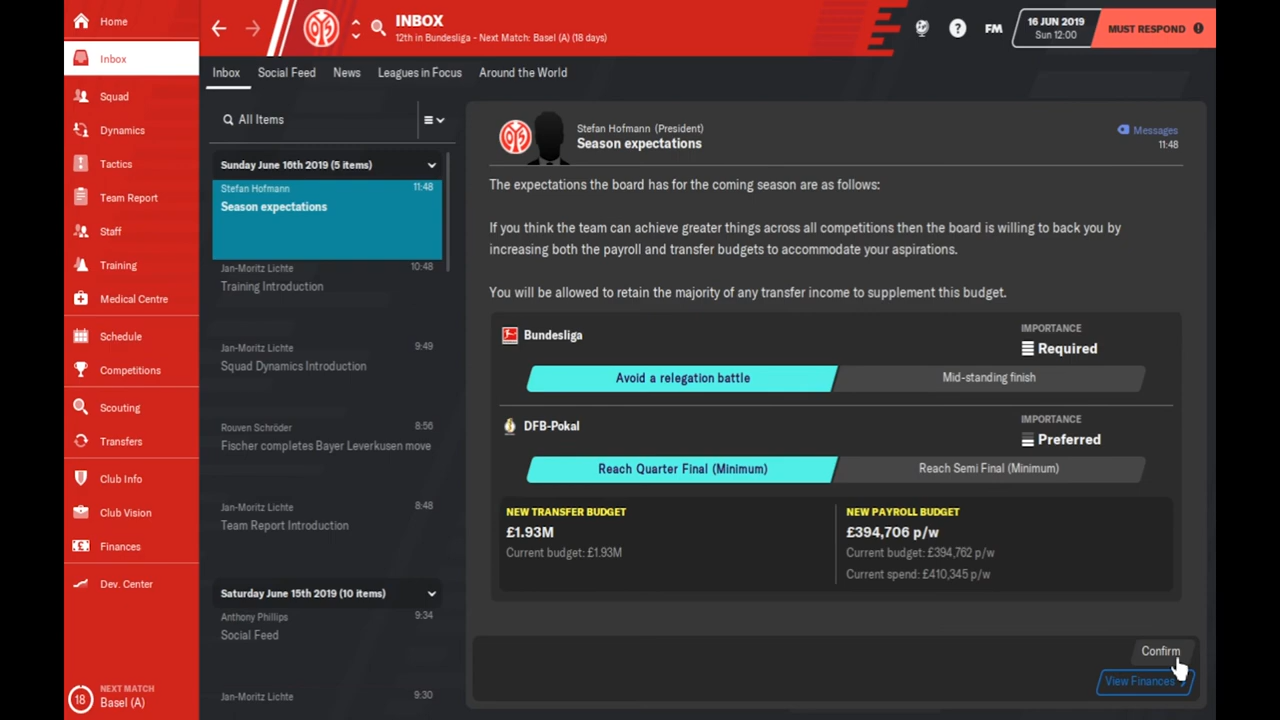 Home
Inbox
Squad
Dynamics
Tactics
Team Report
Staff
Training
Medical Centre
Schedule
Competitions
Scouting
Transfers
Club Info
Club Vision
Finances
Dev. Center
18
NEXT MATCH
Basel (A)
INBOX
12th in Bundesliga - Next Match: Basel (A) (18 days)
?
FM
16 JUN 2019
Sun 12:00
MUST RESPOND
Inbox
Social Feed
News
Leagues in Focus
Around the World
All Items
Sunday June 16th 2019 (5 items)
Stefan Hofmann 11:48
Season expectations
Jan-Moritz Lichte 10:48
Training Introduction
Jan-Moritz Lichte 9:49
Squad Dynamics Introduction
Rouven Schröder 8:56
Fischer completes Bayer Leverkusen move
Jan-Moritz Lichte 8:48
Team Report Introduction
Saturday June 15th 2019 (10 items)
Anthony Phillips 9:34
Social Feed
Jan-Moritz Lichte 9:30
Stefan Hofmann (President)
Season expectations
Messages
11:48
The expectations the board has for the coming season are as follows:
If you think the team can achieve greater things across all competitions then the board is willing to back you by
increasing both the payroll and transfer budgets to accommodate your aspirations.
You will be allowed to retain the majority of any transfer income to supplement this budget.
Bundesliga
IMPORTANCE
Required
Avoid a relegation battle
Mid-standing finish
DFB-Pokal
IMPORTANCE
Preferred
Reach Quarter Final (Minimum)
Reach Semi Final (Minimum)
NEW TRANSFER BUDGET
£1.93M
Current budget: £1.93M
NEW PAYROLL BUDGET
£394,706 p/w
Current budget: £394,762 p/w
Current spend: £410,345 p/w
Confirm
View Finances